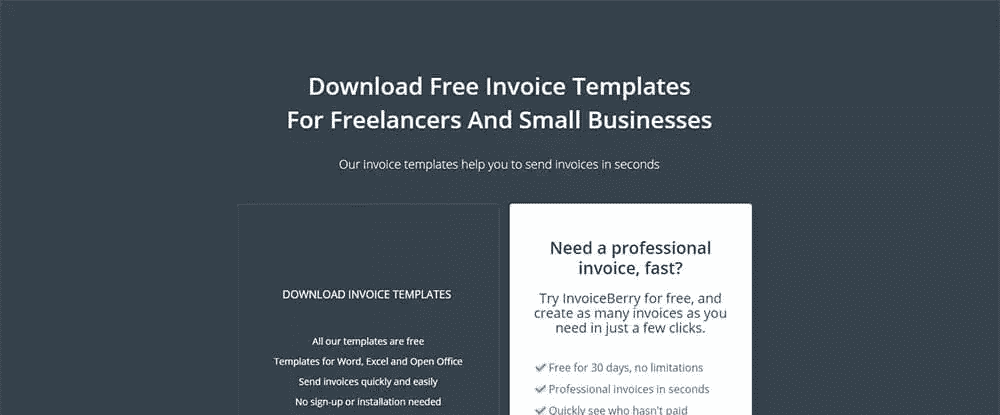 Download Free Invoice Templates
For Freelancers And Small Businesses
Our invoice templates help you to send invoices in seconds
DOWNLOAD INVOICE TEMPLATES
All our templates are free
Templates for Word, Excel and Open Office
Send invoices quickly and easily
No sign-up or installation needed
Need a professional
invoice, fast?
Try InvoiceBerry for free, and
create as many invoices as you
need in just a few clicks.
Free for 30 days, no limitations
Professional invoices in seconds
Quickly see who hasn't paid